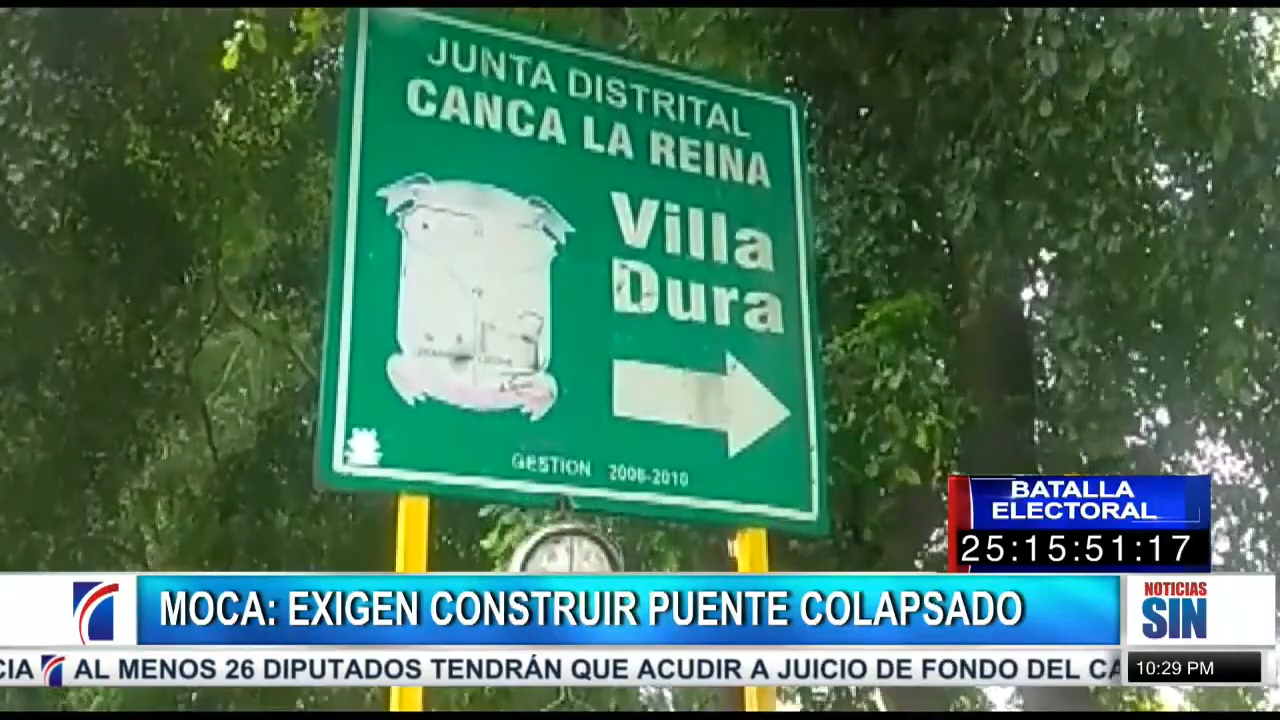 JUNTA DISTRITAL
CANCA LA REINA
Villa
Dura
GESTION 2006-2010
BATALLA
ELECTORAL
25:15:51:17
MOCA: EXIGEN CONSTRUIR PUENTE COLAPSADO
NOTICIAS
SIN
CIA AL MENOS 26 DIPUTADOS TENDRÁN QUE ACUDIR A JUICIO DE FONDO DEL CA
10:29 PM